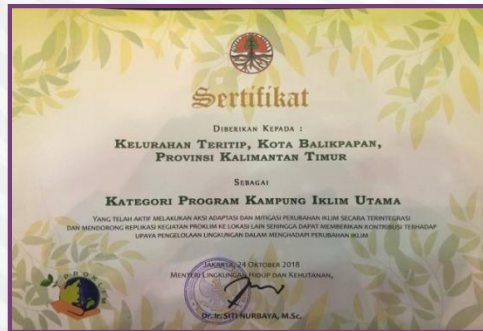 Sertifikat
DIBERIKAN KEPADA :
KELURAHAN TERITIP, KOTA BALIKPAPAN,
PROVINSI KALIMANTAN TIMUR
SEBAGAI
KATEGORI PROGRAM KAMPUNG IKLIM UTAMA
YANG TELAH AKTIF MELAKUKAN AKSI ADAPTASI DAN MITIGASI PERUBAHAN IKLIM SECARA TERINTEGRASI
DAN MENDORONG REPLIKASI KEGIATAN PROKLIM KE LOKASI LAIN SEHINGGA DAPAT MEMBERIKAN KONTRIBUSI TERHADAP
UPAYA PENGELOLAAN LINGKUNGAN DALAM MENGHADAPI PERUBAHAN IKLIM
JAKARTA, 24 OKTOBER 2018
MENTERI LINGKUNGAN HIDUP DAN KEHUTANAN,
Dr. Ir. SITI NURBAYA, M.Sc.
PROKLIM